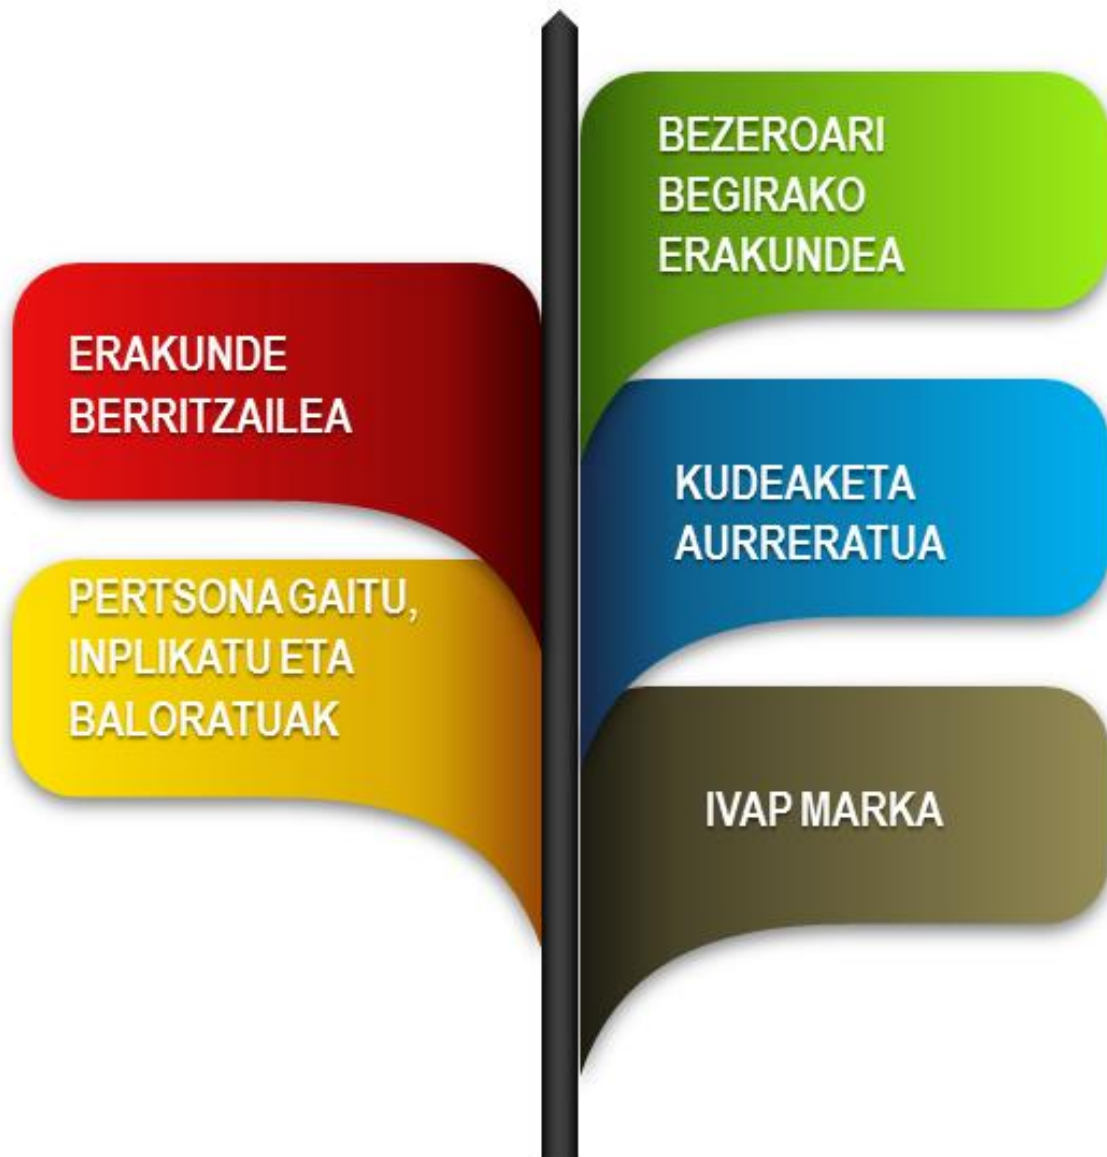 BEZEROARI
BEGIRAKO
ERAKUNDEA
ERAKUNDE
BERRITZAILEA
KUDEAKETA
AURRERATUA
PERTSONA GAITU,
INPLIKATU ETA
BALORATUAK
IVAP MARKA